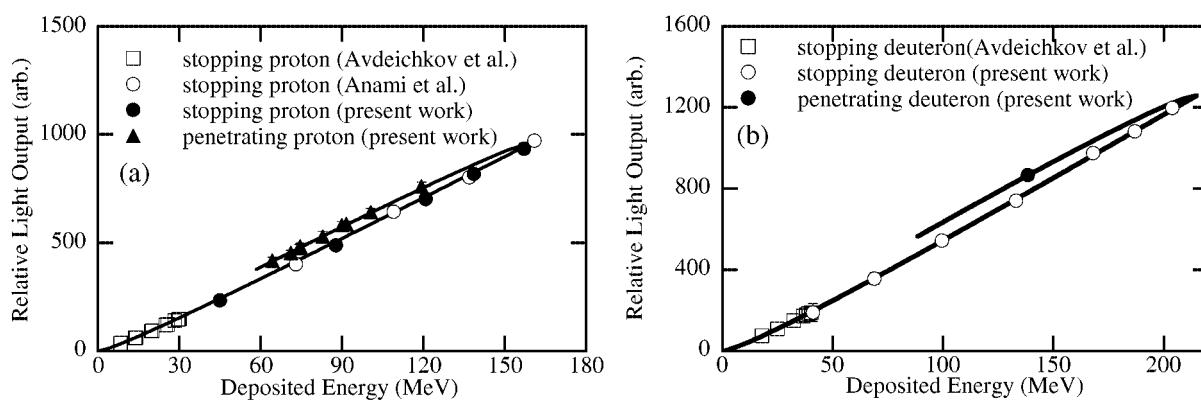 Relative Light Output (arb.)
1000
500
0
stopping proton (Avdeichkov et al.)
stopping proton (Anami et al.)
stopping proton (present work)
penetrating proton (present work)
(a)
0 30 60 90 120 150 180
Deposited Energy (MeV)
Relative Light Output (arb.)
1600
1200
800
400
0
stopping deuteron(Avdeichkov et al.)
stopping deuteron (present work)
penetrating deuteron (present work)
(b)
0 50 100 150 200
Deposited Energy (MeV)